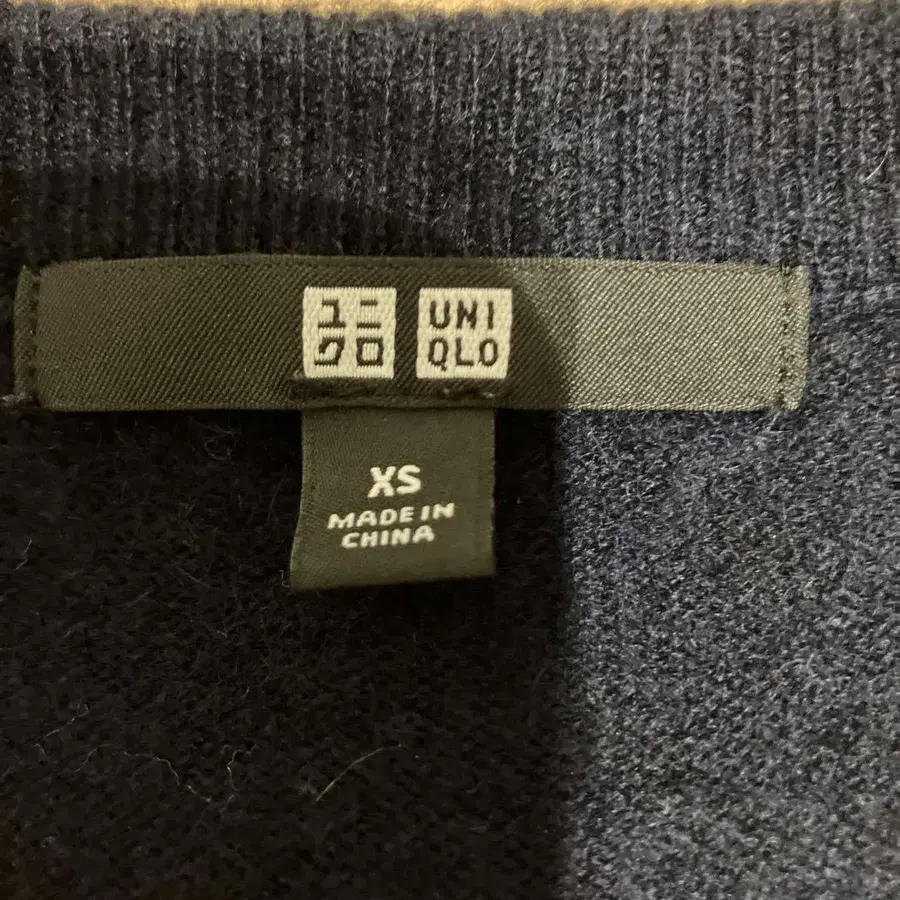 ユニ
クロ
UNI
QLO
XS
MADE IN
CHINA